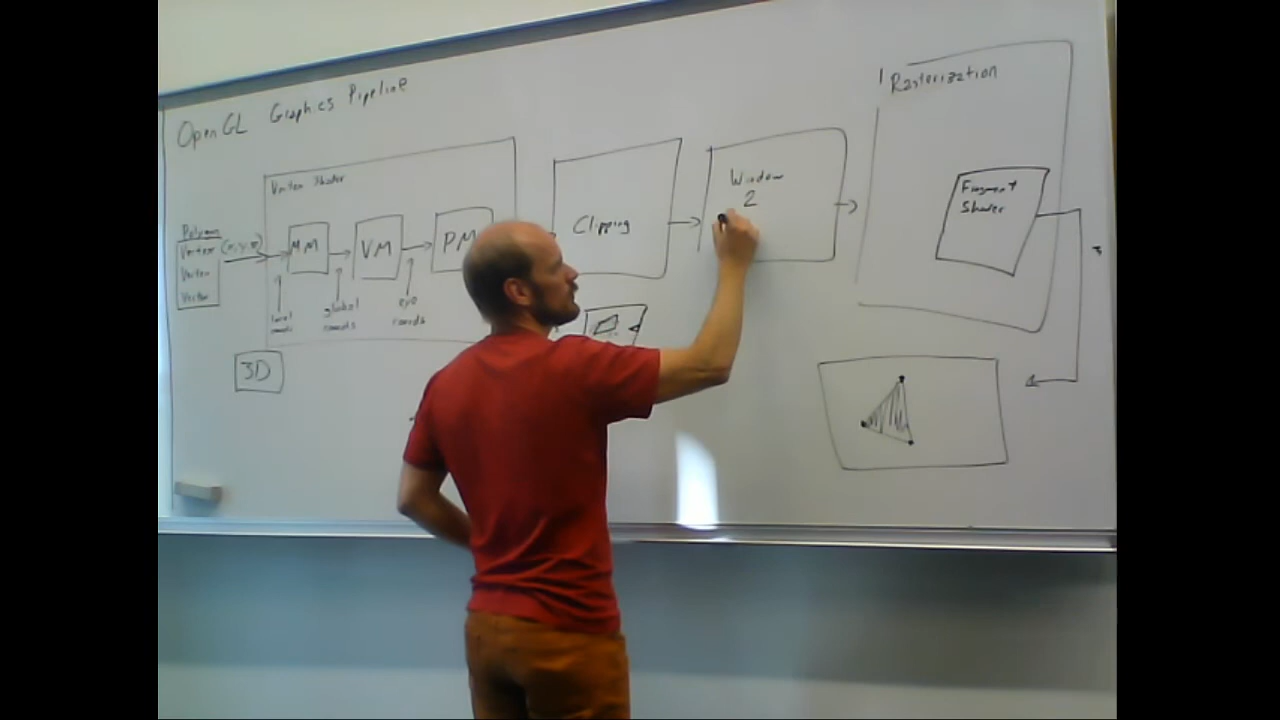 OpenGL Graphics Pipeline
Rasterization
Vertex Shader
Window
2
Fragment
Shader
Clipping
Polygon
Vertex (x,y,z)
Vertex
Vertex
MM
VM
PM
local
coords
global
coords
eye
coords
3D